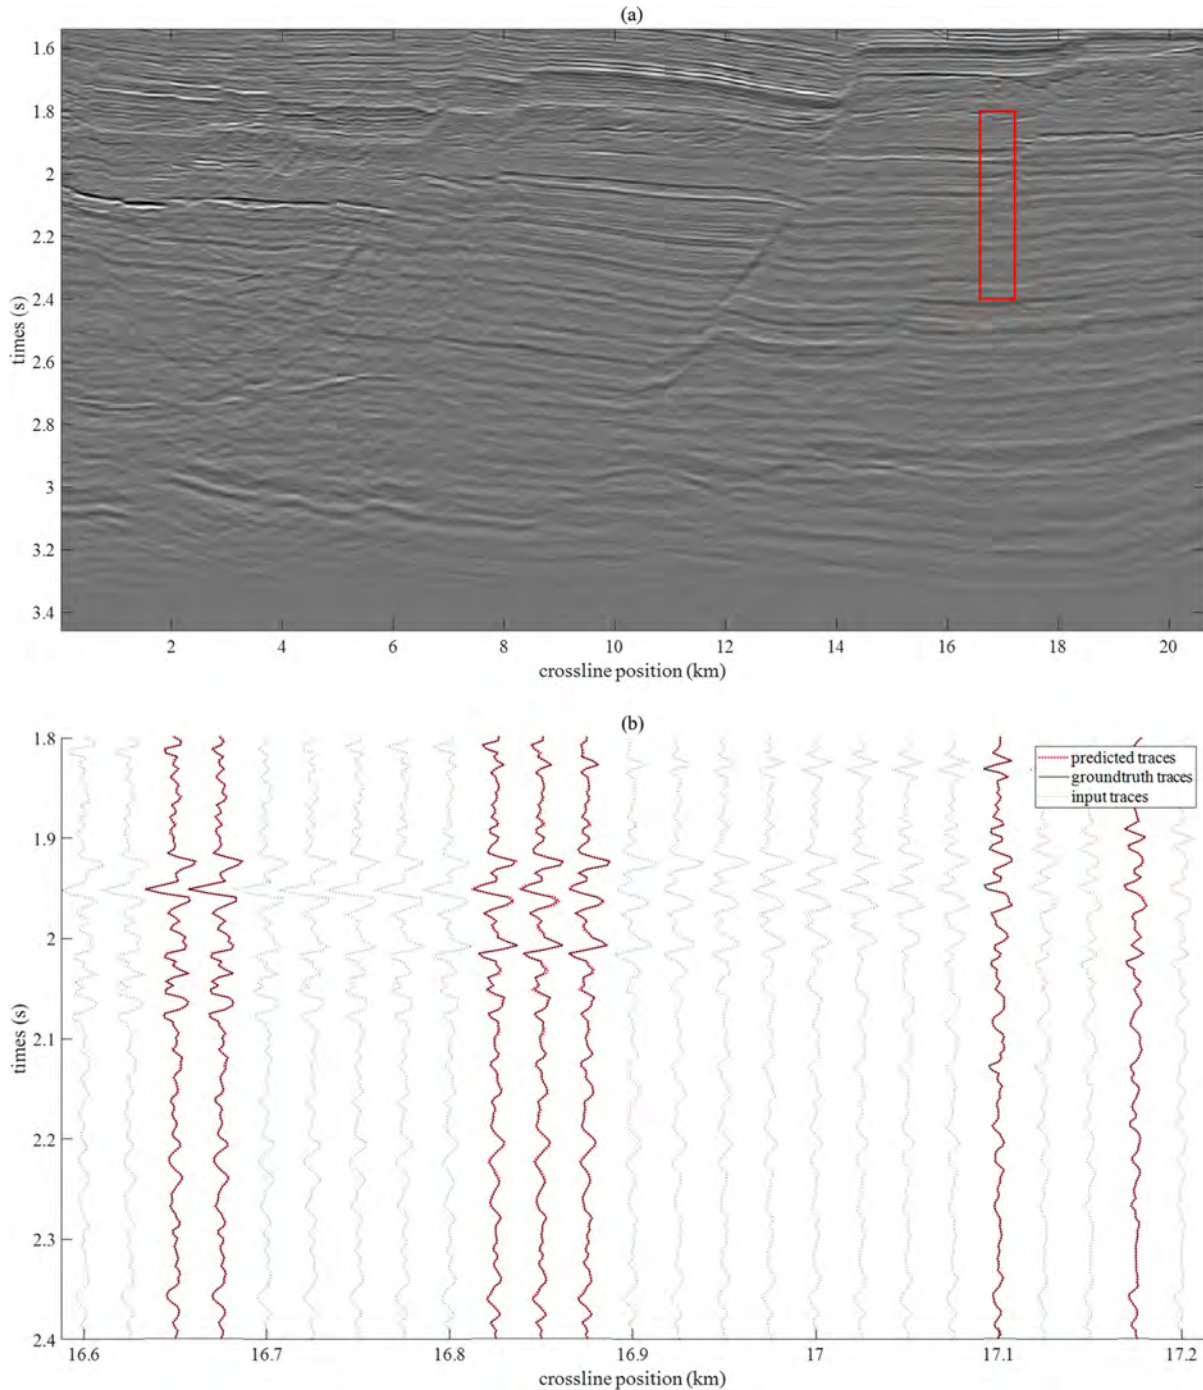 (a)
1.6
1.8
2
2.2
2.4
2.6
2.8
3
3.2
3.4
times (s)
2 4 6 8 10 12 14 16 18 20
crossline position (km)
(b)
1.8
1.9
2
2.1
2.2
2.3
2.4
times (s)
predicted traces
groundtruth traces
input traces
16.6 16.7 16.8 16.9 17 17.1 17.2
crossline position (km)